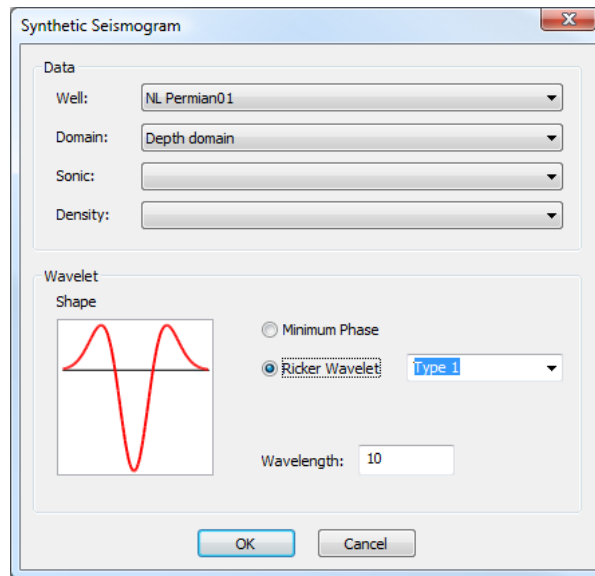 Synthetic Seismogram
Data
Well: NL Permian01
Domain: Depth domain
Sonic:
Density:
Wavelet
Shape
Minimum Phase
Ricker Wavelet Type 1
Wavelength: 10
OK Cancel